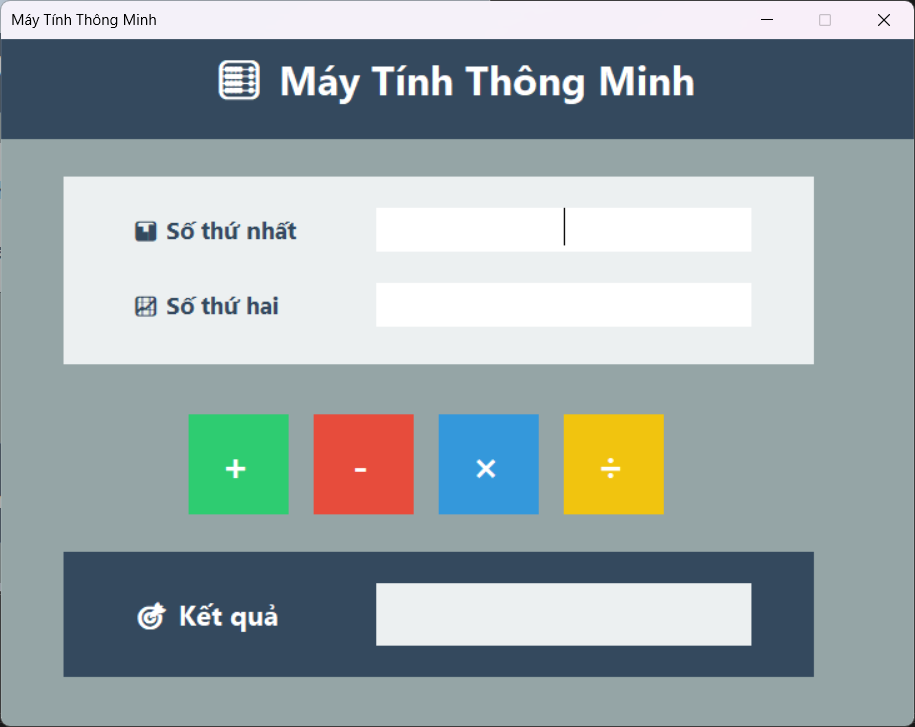 Máy Tính Thông Minh
🧮 Máy Tính Thông Minh
Số thứ nhất
Số thứ hai
+ - × ÷
🎯 Kết quả